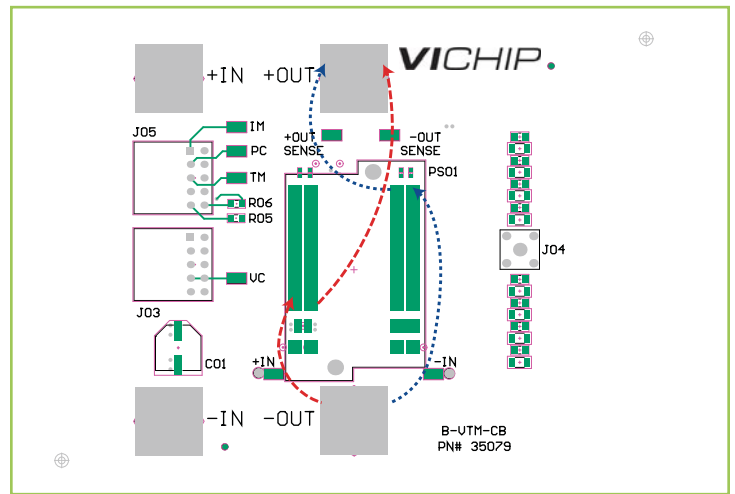 +IN +OUT VICHIP
J05
IM
PC
TM
R06
R05
+OUT
SENSE
-OUT
SENSE
PS01
J04
VC
J03
C01
+IN
-IN
-IN -OUT
B-VTM-CB
PN# 35079